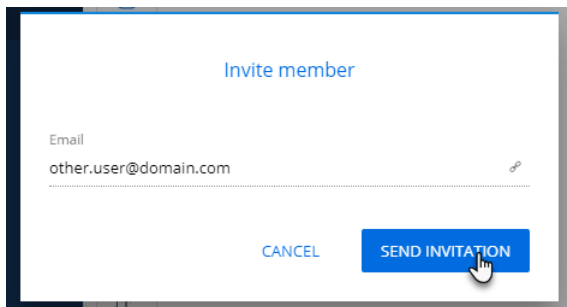 Invite member
Email
other.user@domain.com
CANCEL
SEND INVITATION